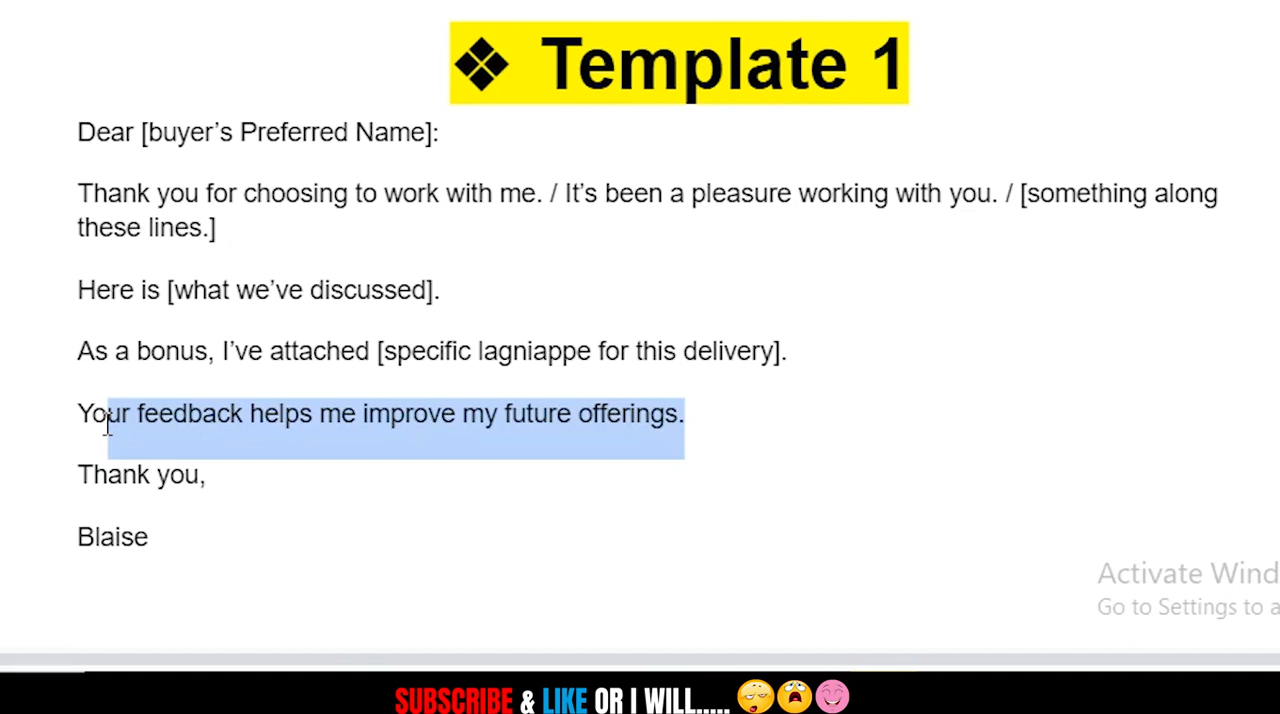 ❖ Template 1
Dear [buyer’s Preferred Name]:
Thank you for choosing to work with me. / It’s been a pleasure working with you. / [something along
these lines.]
Here is [what we’ve discussed].
As a bonus, I’ve attached [specific lagniappe for this delivery].
Your feedback helps me improve my future offerings.
Thank you,
Blaise
Activate Wind
Go to Settings to a
SUBSCRIBE & LIKE OR I WILL.....